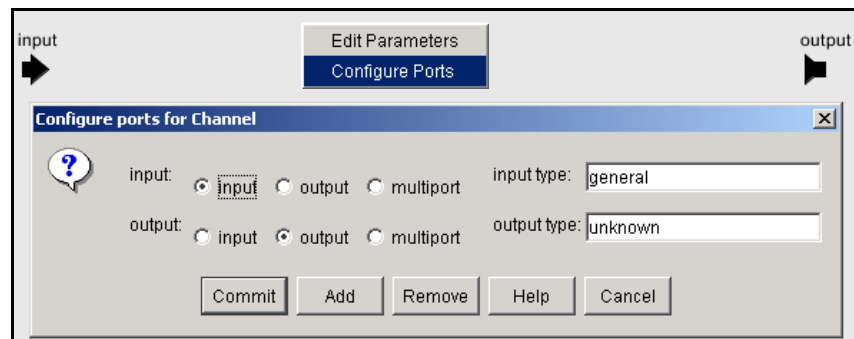 input
Edit Parameters
output
Configure Ports
Configure ports for Channel
?
input: input output multiport input type: general
output: input output multiport output type: unknown
Commit Add Remove Help Cancel